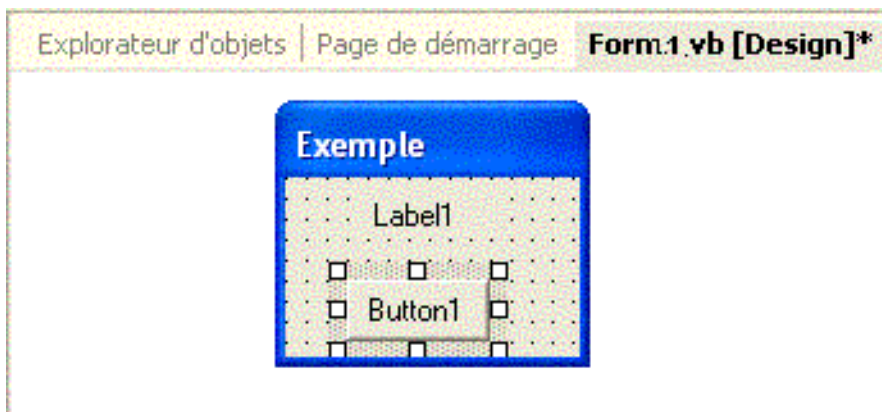 Explorateur d'objets | Page de démarrage Form1.vb [Design]*
Exemple
Label1
Button1